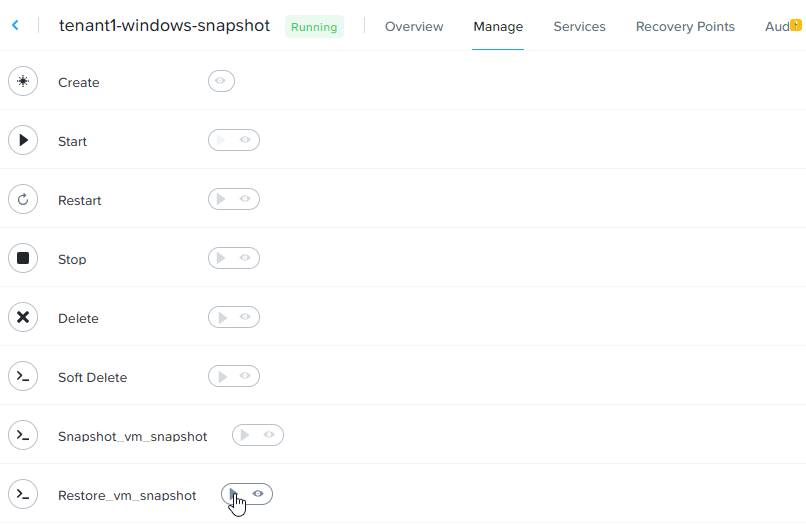 tenant1-windows-snapshot Running Overview Manage Services Recovery Points Aud
Create
Start
Restart
Stop
Delete
Soft Delete
Snapshot_vm_snapshot
Restore_vm_snapshot